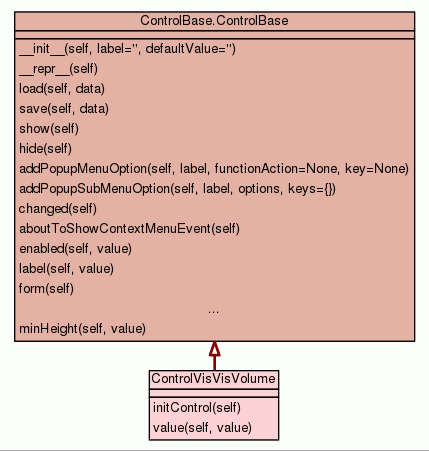 ControlBase.ControlBase
__init__(self, label='', defaultValue='')
__repr__(self)
load(self, data)
save(self, data)
show(self)
hide(self)
addPopupMenuOption(self, label, functionAction=None, key=None)
addPopupSubMenuOption(self, label, options, keys={})
changed(self)
aboutToShowContextMenuEvent(self)
enabled(self, value)
label(self, value)
form(self)
...
minHeight(self, value)
ControlVisVisVolume
initControl(self)
value(self, value)